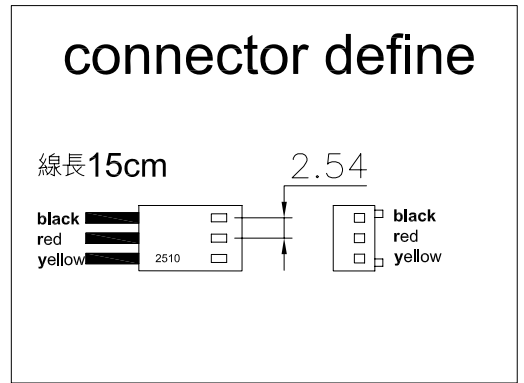 connector define
線長15cm
2.54
black
red
yellow
2510
black
red
yellow